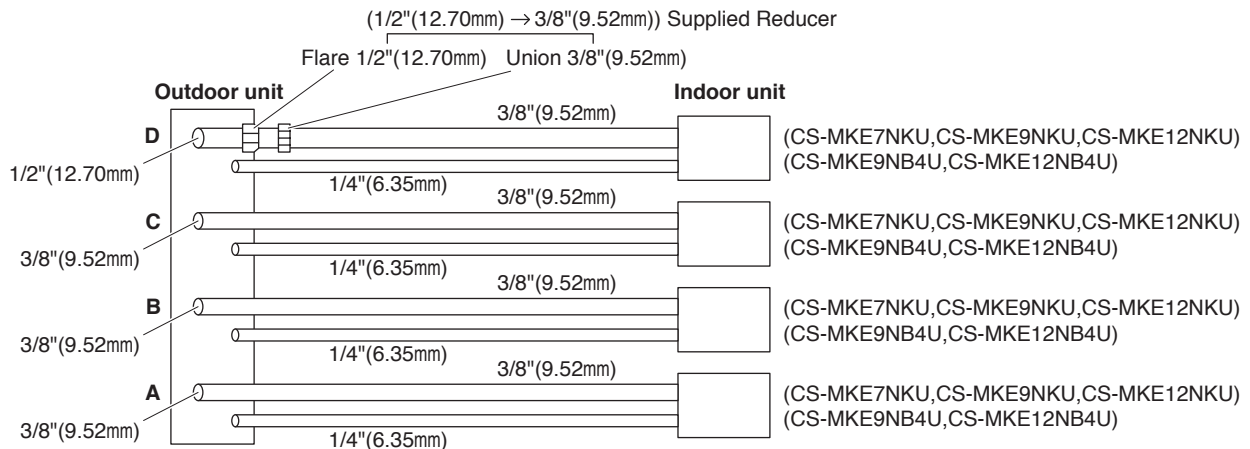 (1/2"(12.70mm) → 3/8"(9.52mm)) Supplied Reducer
Flare 1/2"(12.70mm) Union 3/8"(9.52mm)
Outdoor unit
Indoor unit
D
3/8"(9.52mm)
(CS-MKE7NKU,CS-MKE9NKU,CS-MKE12NKU)
(CS-MKE9NB4U,CS-MKE12NB4U)
1/2"(12.70mm)
1/4"(6.35mm)
C
3/8"(9.52mm)
(CS-MKE7NKU,CS-MKE9NKU,CS-MKE12NKU)
(CS-MKE9NB4U,CS-MKE12NB4U)
3/8"(9.52mm)
1/4"(6.35mm)
B
3/8"(9.52mm)
(CS-MKE7NKU,CS-MKE9NKU,CS-MKE12NKU)
(CS-MKE9NB4U,CS-MKE12NB4U)
3/8"(9.52mm)
1/4"(6.35mm)
A
3/8"(9.52mm)
(CS-MKE7NKU,CS-MKE9NKU,CS-MKE12NKU)
(CS-MKE9NB4U,CS-MKE12NB4U)
3/8"(9.52mm)
1/4"(6.35mm)